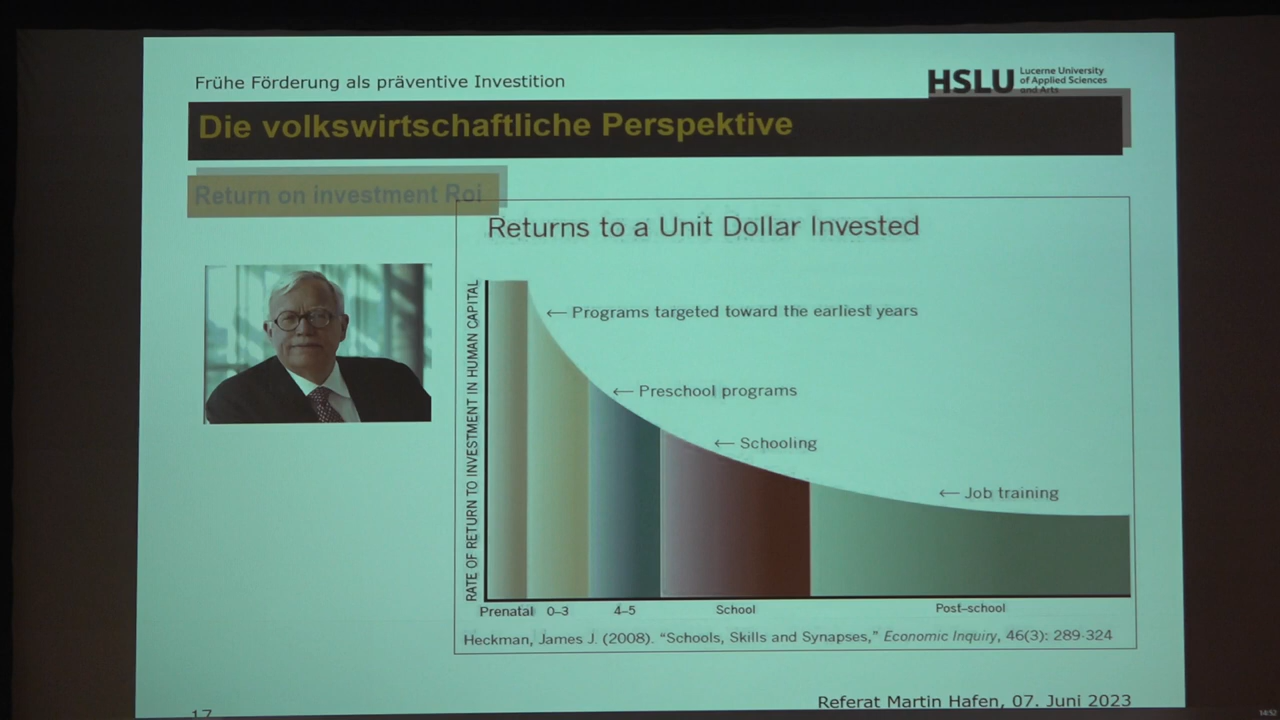 Frühe Förderung als präventive Investition
HSLU Lucerne University
of Applied Sciences
and Arts
Die volkswirtschaftliche Perspektive
Return on investment Roi
Returns to a Unit Dollar Invested
RATE OF RETURN TO INVESTMENT IN HUMAN CAPITAL
← Programs targeted toward the earliest years
← Preschool programs
← Schooling
← Job training
Prenatal 0–3 4–5 School Post–school
Heckman, James J. (2008). “Schools, Skills and Synapses,” Economic Inquiry, 46(3): 289-324
Referat Martin Hafen, 07. Juni 2023
17
14:52